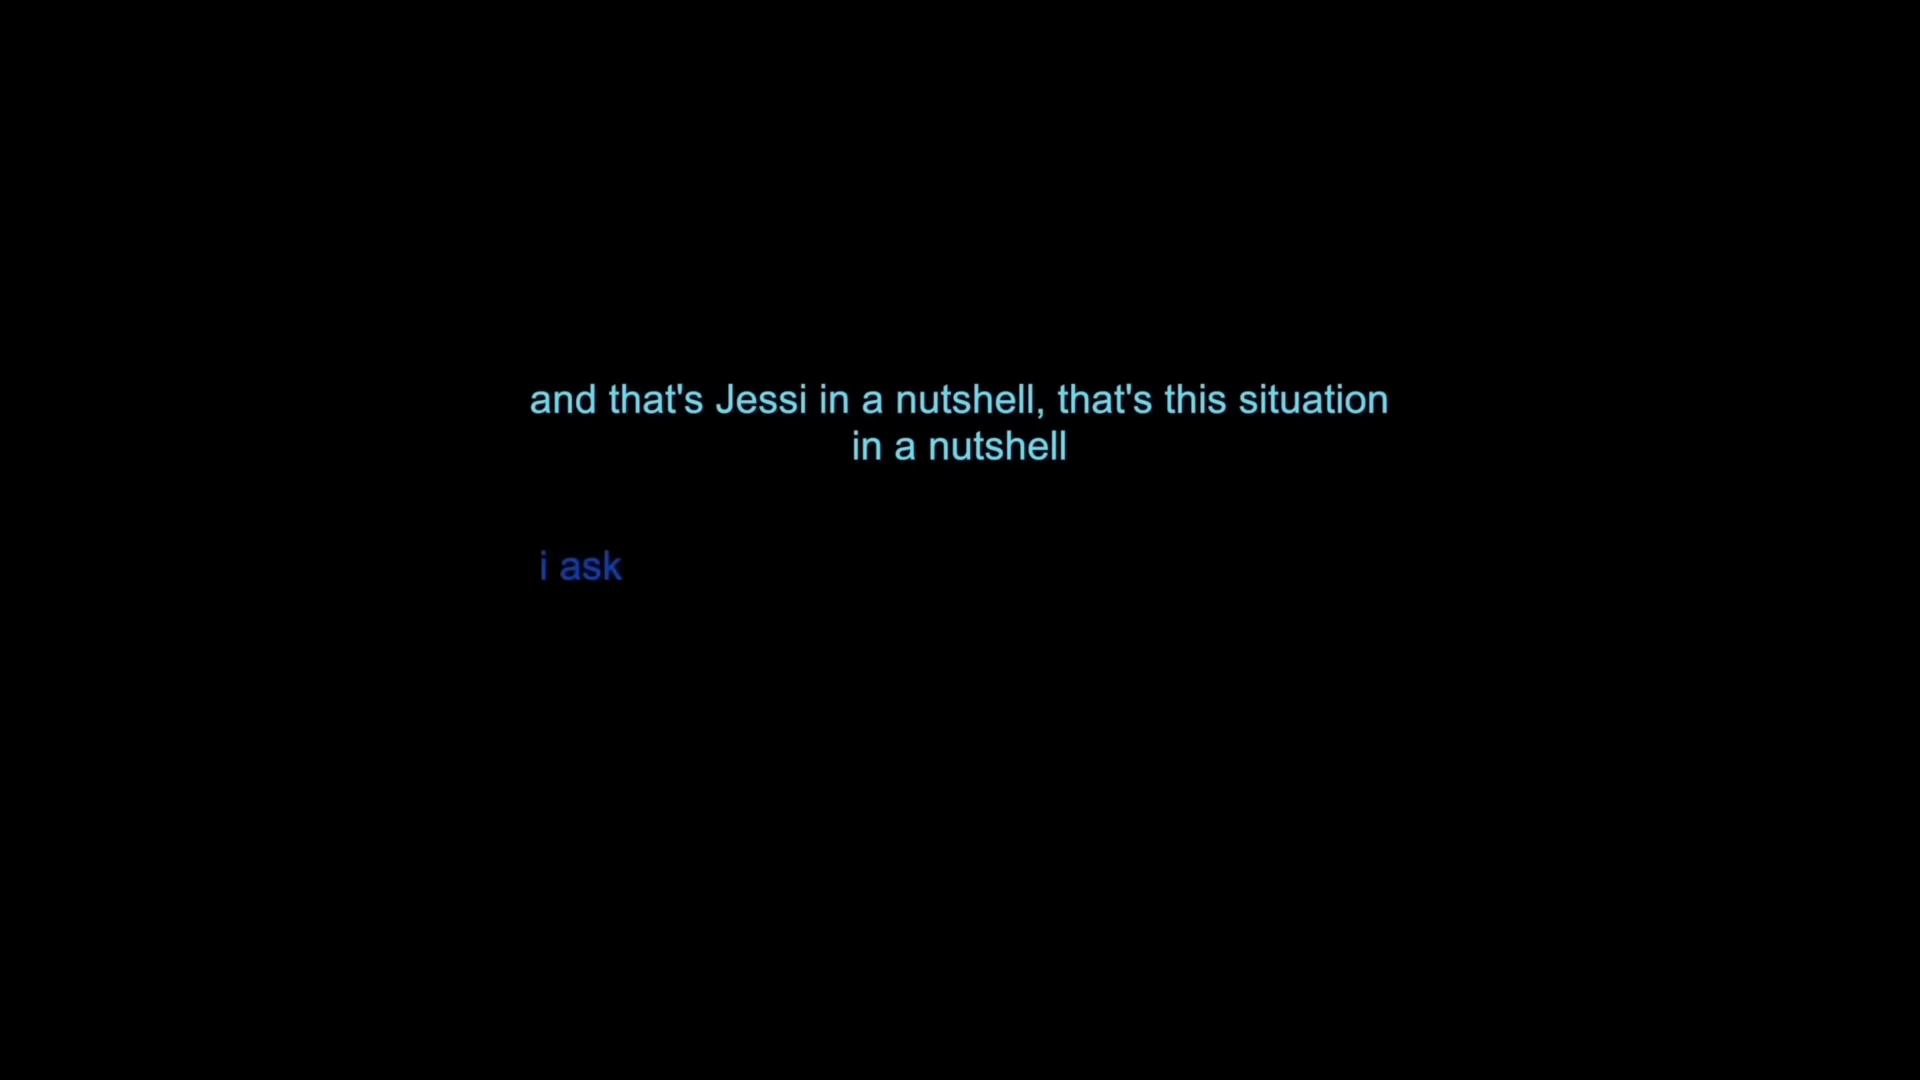 and that's Jessi in a nutshell, that's this situation
in a nutshell
i ask